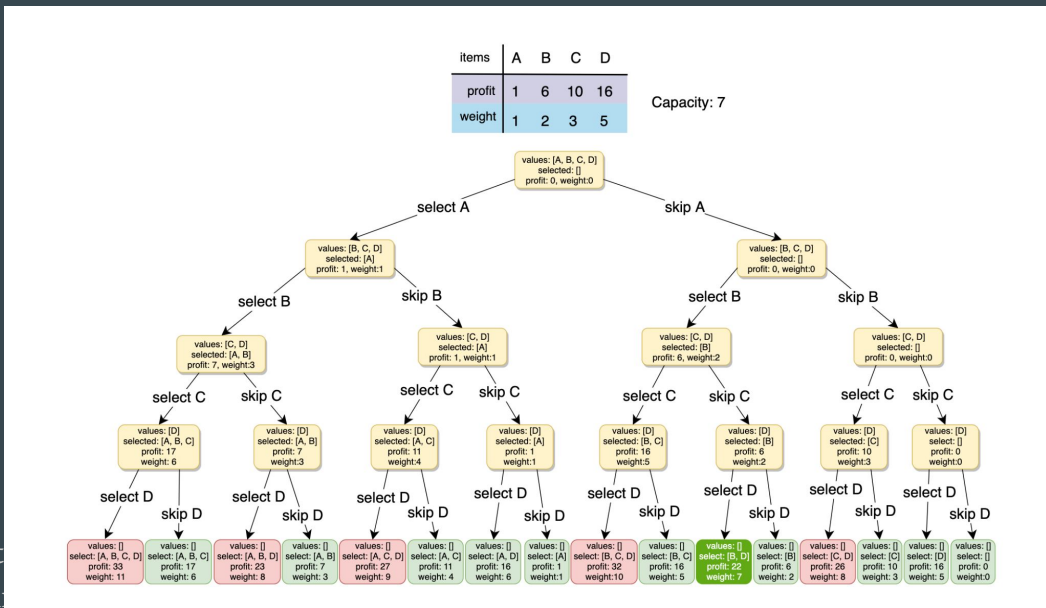 items A B C D
profit 1 6 10 16
weight 1 2 3 5
Capacity: 7
values: [A, B, C, D]
selected: []
profit: 0, weight:0
select A
skip A
values: [B, C, D]
selected: [A]
profit: 1, weight:1
values: [B, C, D]
selected: []
profit: 0, weight:0
select B
skip B
select B
skip B
values: [C, D]
selected: [A, B]
profit: 7, weight:3
values: [C, D]
selected: [A]
profit: 1, weight:1
values: [C, D]
selected: [B]
profit: 6, weight:2
values: [C, D]
selected: []
profit: 0, weight:0
select C
skip C
select C
skip C
select C
skip C
select C
skip C
values: [D]
selected: [A, B, C]
profit: 17
weight: 6
values: [D]
selected: [A, B]
profit: 7
weight:3
values: [D]
selected: [A, C]
profit: 11
weight:4
values: [D]
selected: [A]
profit: 1
weight:1
values: [D]
selected: [B, C]
profit: 16
weight:5
values: [D]
selected: [B]
profit: 6
weight:2
values: [D]
selected: [C]
profit: 10
weight:3
values: [D]
select: []
profit: 0
weight:0
select D
skip D
select D
skip D
select D
skip D
select D
skip D
select D
skip D
select D
skip D
select D
skip D
select D
skip D
values: []
select: [A, B, C, D]
profit: 33
weight: 11
values: []
select: [A, B, C]
profit: 17
weight: 6
values: []
select: [A, B, D]
profit: 23
weight: 8
values: []
select: [A, B]
profit: 7
weight: 3
values: []
select: [A, C, D]
profit: 27
weight: 9
values: []
select: [A, C]
profit: 11
weight: 4
values: []
select: [A, D]
profit: 16
weight: 6
values: []
select: [A]
profit: 1
weight:1
values: []
select: [B, C, D]
profit: 32
weight:10
values: []
select: [B, C]
profit: 16
weight: 5
values: []
select: [B, D]
profit: 22
weight: 7
values: []
select: [B]
profit: 6
weight: 2
values: []
select: [C, D]
profit: 26
weight: 8
values: []
select: [C]
profit: 10
weight: 3
values: []
select: [D]
profit: 16
weight: 5
values: []
select: []
profit: 0
weight:0